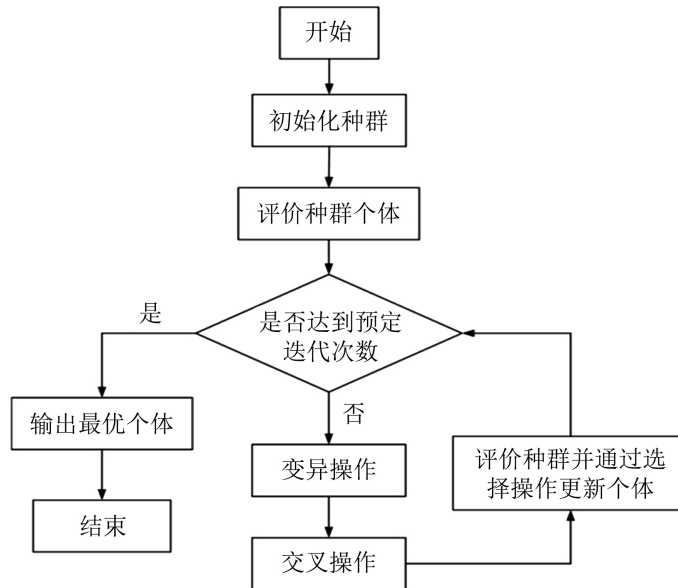 开始
初始化种群
评价种群个体
是否达到预定
迭代次数
是
否
输出最优个体
结束
变异操作
交叉操作
评价种群并通过选
择操作更新个体